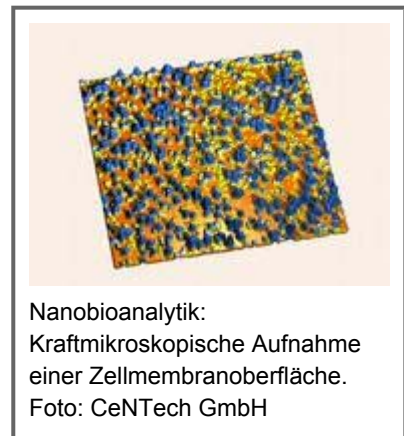 Nanobioanalytik:
Kraftmikroskopische Aufnahme
einer Zellmembranoberfläche.
Foto: CeNTech GmbH